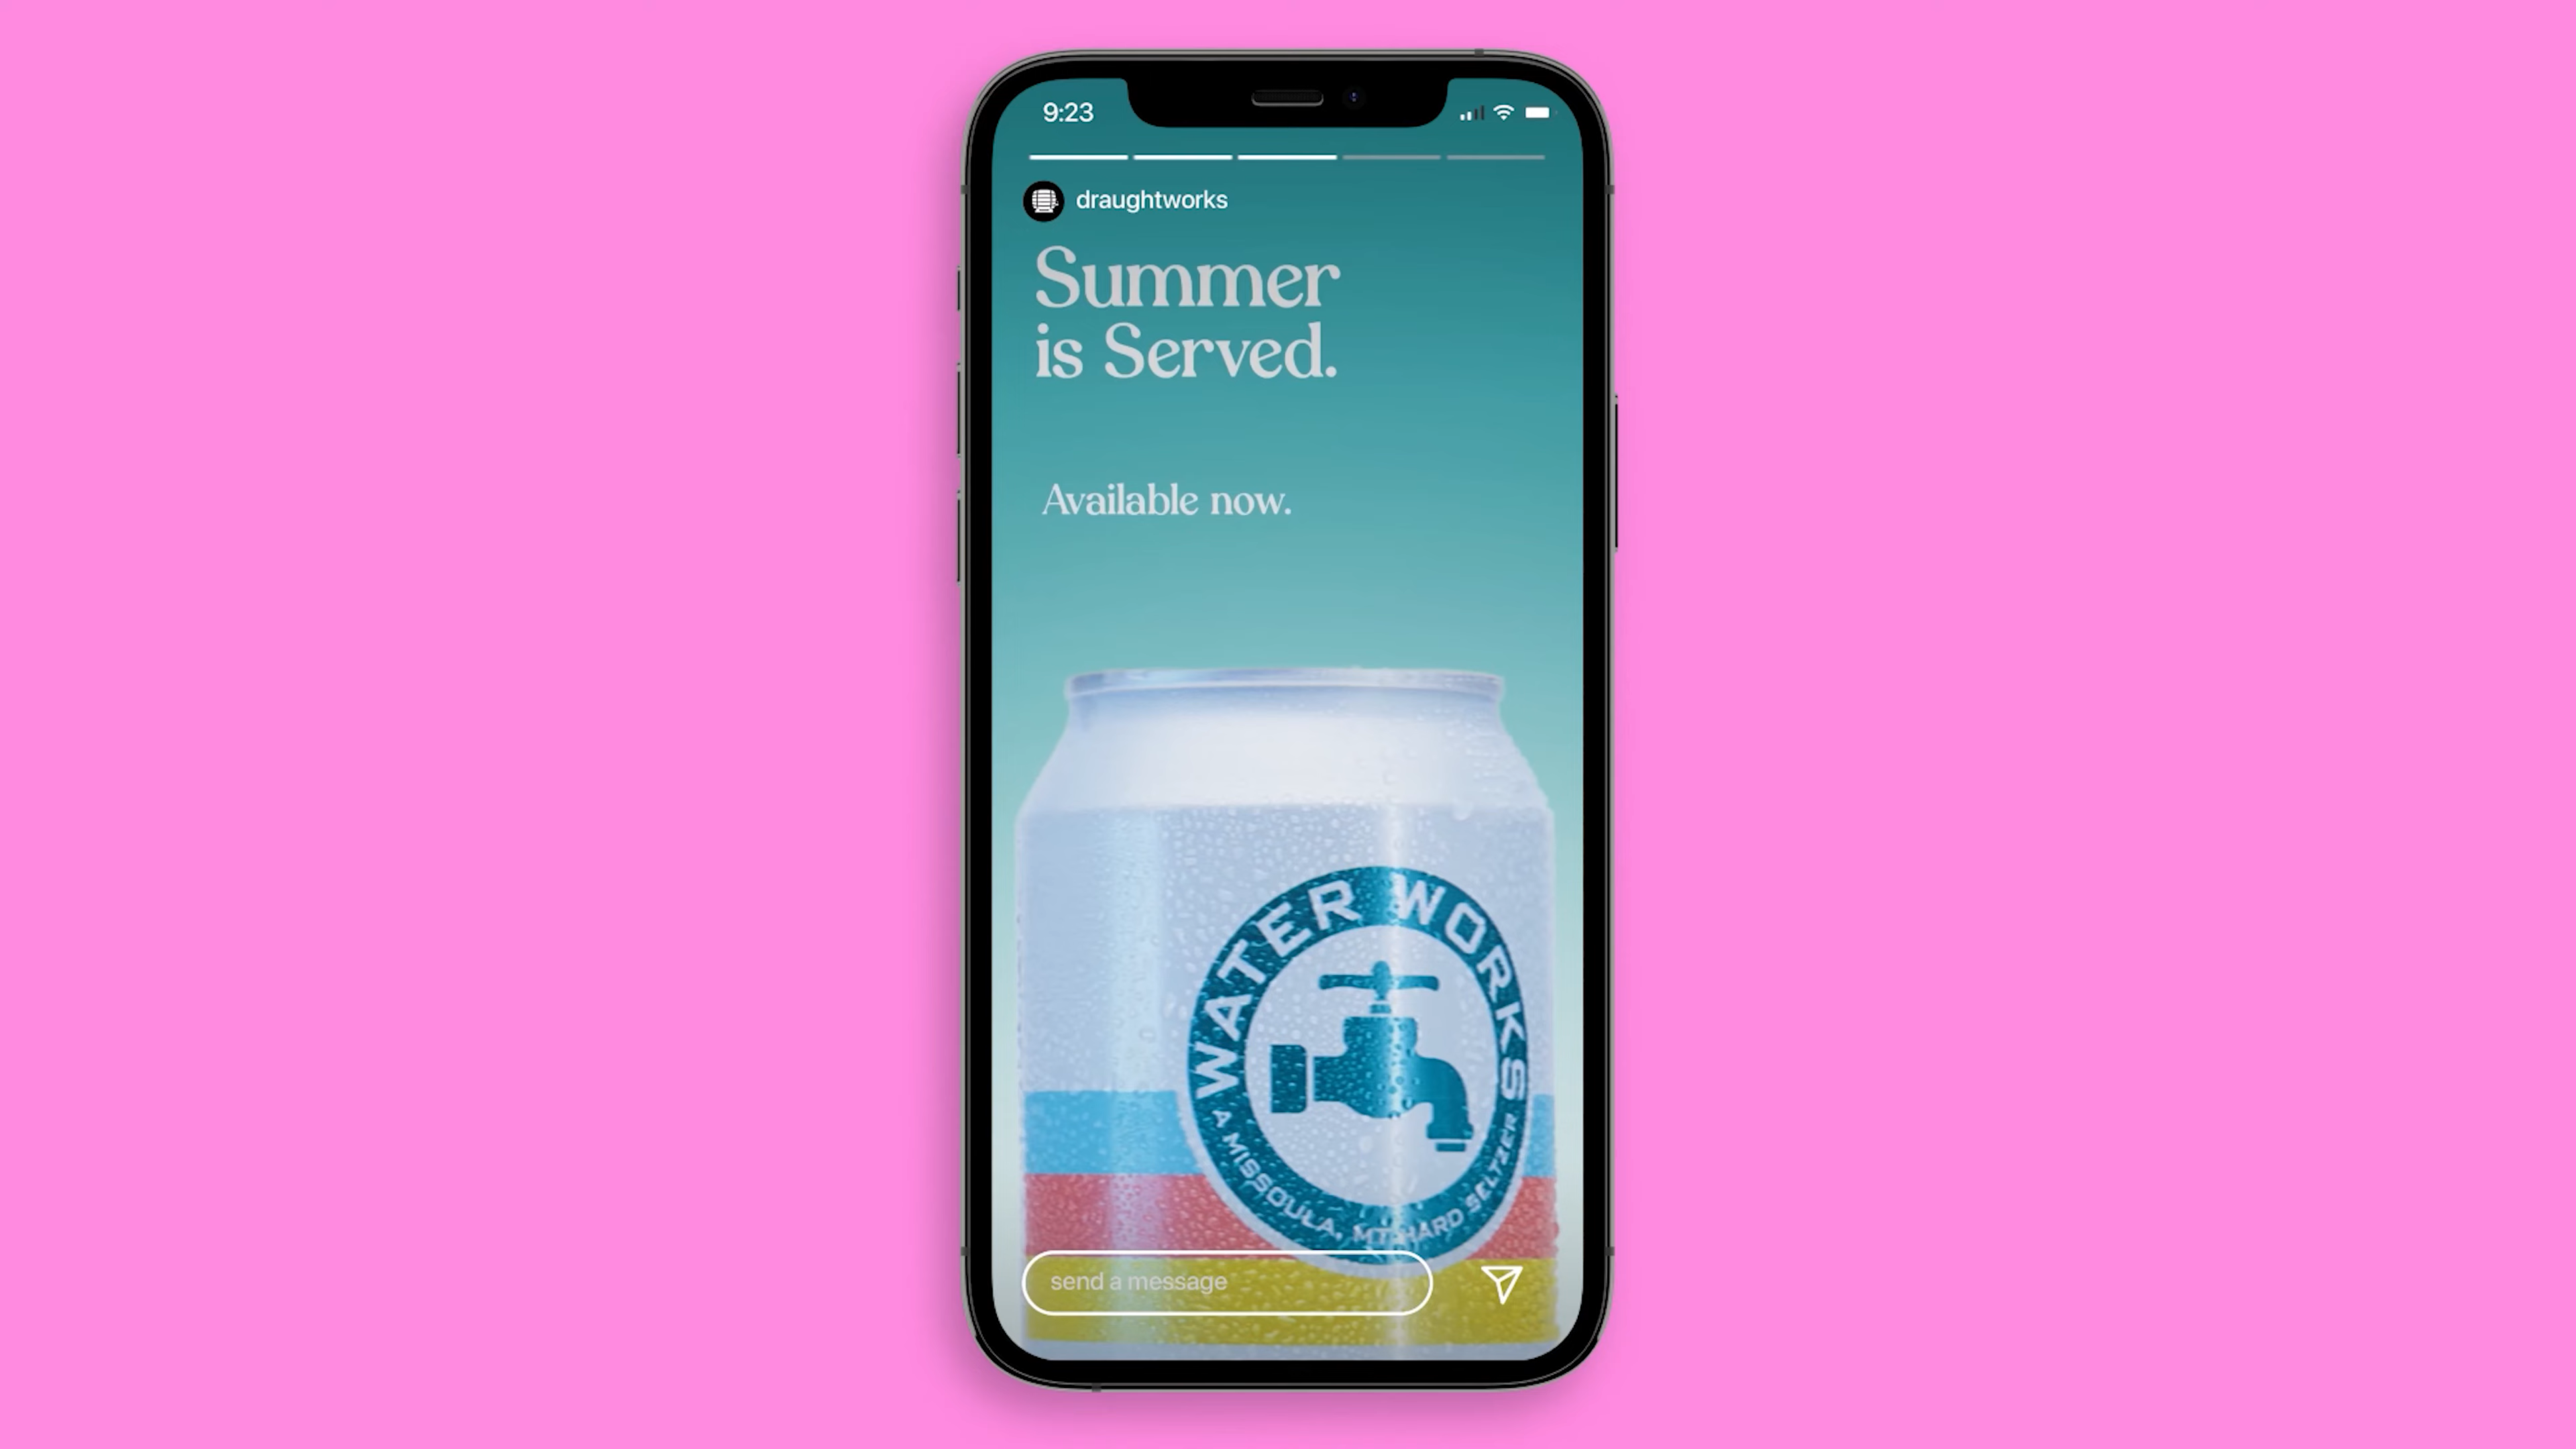 9:23
draughtworks
Summer
is Served.
Available now.
WATER WORKS
A MISSOULA, MT HARD SELTZER
send a message